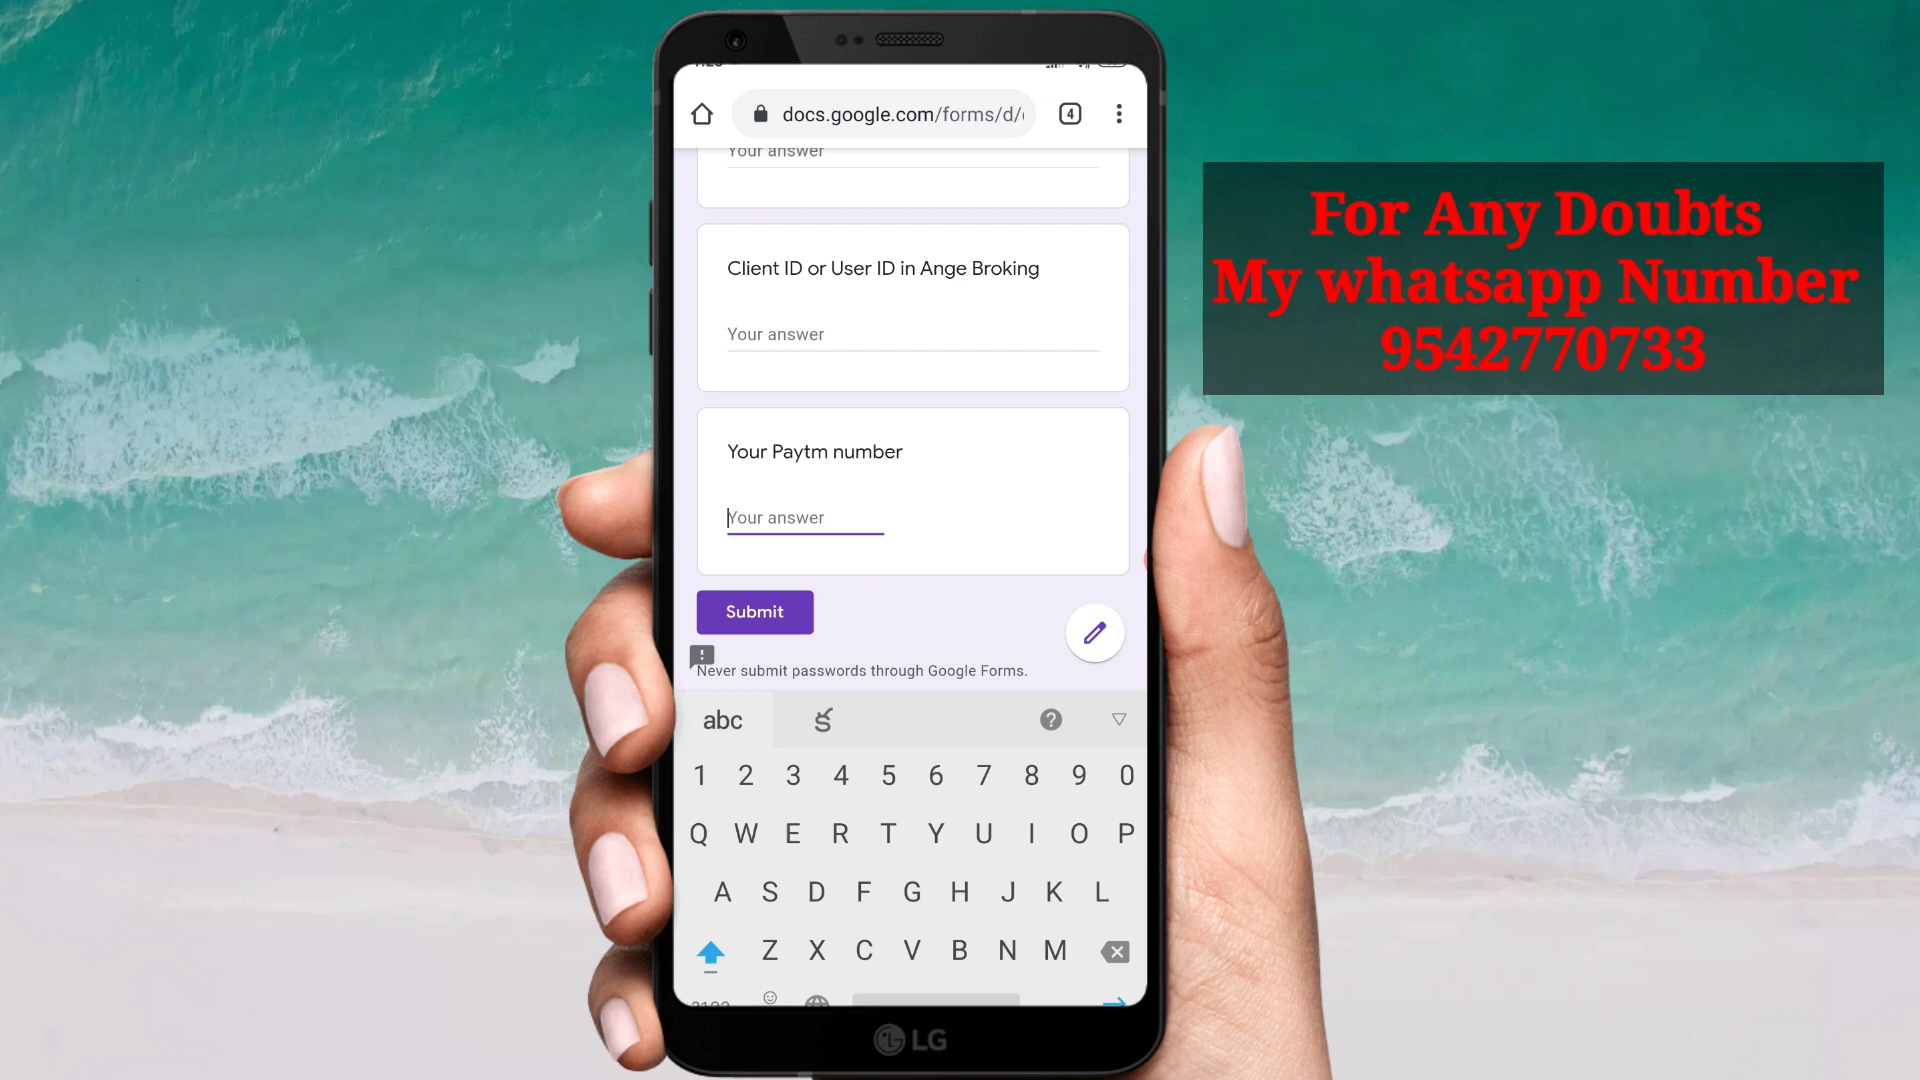 docs.google.com/forms/d/
4
Your answer
Client ID or User ID in Ange Broking
Your answer
Your Paytm number
Your answer
Submit
Never submit passwords through Google Forms.
abc క
1 2 3 4 5 6 7 8 9 0
Q W E R T Y U I O P
A S D F G H J K L
Z X C V B N M
LG
For Any Doubts
My whatsapp Number
9542770733